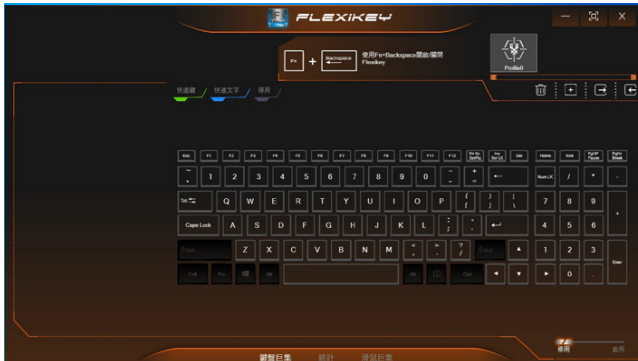 FLEXIKEY
Fn + Backspace 使用Fn+Backspace開啟/關閉
Flexikey
Profile0
快速鍵 快速文字 停用
Esc F1 F2 F3 F4 F5 F6 F7 F8 F9 F10 F11 F12 Home End
1 2 3 4 5 6 7 8 9 0 - + Num LK / * -
Tab Q W E R T Y U I O P { [ } ] | \ 7 8 9 +
Caps Lock A S D F G H J K L : ; 4 5 6
Z X C V B N M < , > . ? / 1 2 3 Enter
Ctrl Fn Alt Alt Ctrl 0 .
停用 啟用
鍵盤巨集 統計 滑鼠巨集